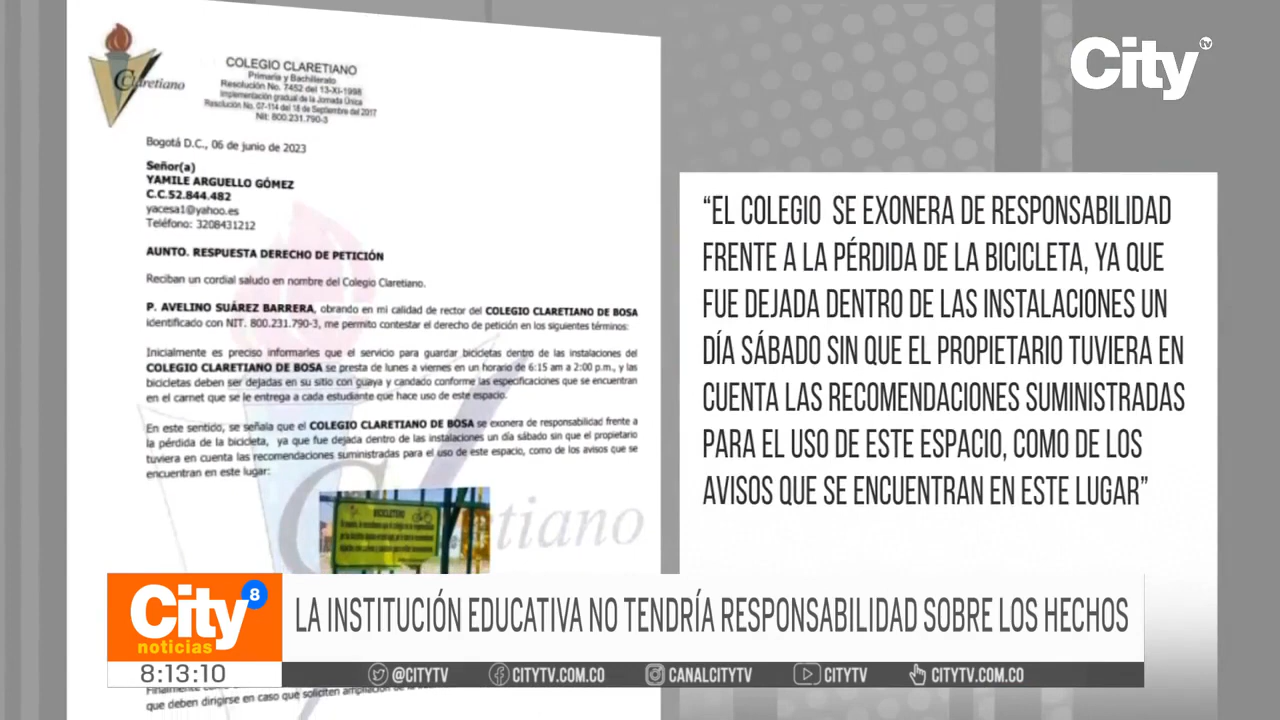 City tv
Claretiano
COLEGIO CLARETIANO
Primaria y Bachillerato
Resolución No. 7452 del 13-XI-1998
Implementación gradual de la Jornada Única
Resolución No. 07-114 del 18 de Septiembre del 2017
Nit: 800.231.790-3
Bogotá D.C., 06 de junio de 2023
Señor(a)
YAMILE ARGUELLO GÓMEZ
C.C.52.844.482
yacesa1@yahoo.es
Teléfono: 3208431212
AUNTO. RESPUESTA DERECHO DE PETICIÓN
Reciban un cordial saludo en nombre del Colegio Claretiano.
P. AVELINO SUÁREZ BARRERA, obrando en mi calidad de rector del COLEGIO CLARETIANO DE BOSA
identificado con NIT. 800.231.790-3, me permito contestar el derecho de petición en los siguientes términos:
Inicialmente es preciso informarles que el servicio para guardar bicicletas dentro de las instalaciones del
COLEGIO CLARETIANO DE BOSA se presta de lunes a viernes en un horario de 6:15 am a 2:00 p.m., y las
bicicletas deben ser dejadas en su sitio con guaya y candado conforme las especificaciones que se encuentran
en el carnet que se le entrega a cada estudiante que hace uso de este espacio.
En este sentido, se señala que el COLEGIO CLARETIANO DE BOSA se exonera de responsabilidad frente a
la pérdida de la bicicleta, ya que fue dejada dentro de las instalaciones un día sábado sin que el propietario
tuviera en cuenta las recomendaciones suministradas para el uso de este espacio, como de los avisos que se
encuentran en este lugar:
BICICLETERO
que deben dirigirse en caso que soliciten ampliación de la
“EL COLEGIO SE EXONERA DE RESPONSABILIDAD
FRENTE A LA PÉRDIDA DE LA BICICLETA, YA QUE
FUE DEJADA DENTRO DE LAS INSTALACIONES UN
DÍA SÁBADO SIN QUE EL PROPIETARIO TUVIERA EN
CUENTA LAS RECOMENDACIONES SUMINISTRADAS
PARA EL USO DE ESTE ESPACIO, COMO DE LOS
AVISOS QUE SE ENCUENTRAN EN ESTE LUGAR”
City 8
noticias
LA INSTITUCIÓN EDUCATIVA NO TENDRÍA RESPONSABILIDAD SOBRE LOS HECHOS
8:13:10
@CITYTV CITYTV.COM.CO CANALCITYTV CITYTV CITYTV.COM.CO